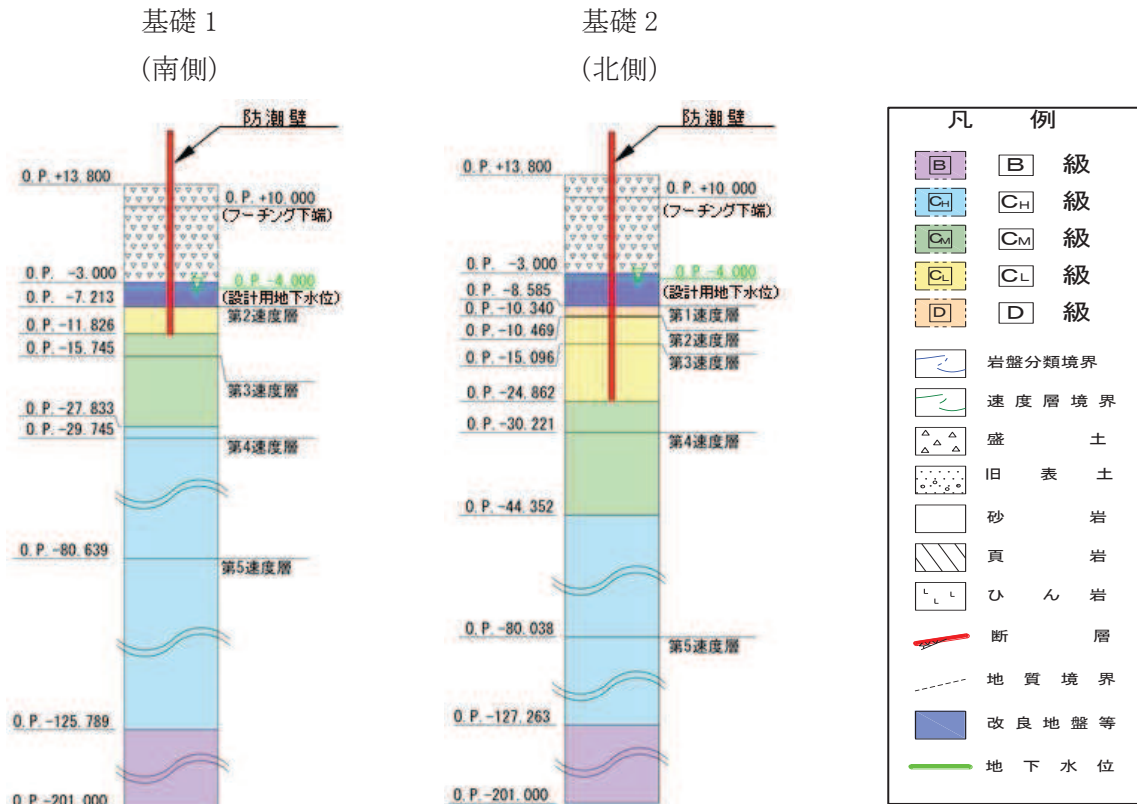 基礎 1
(南側)
防潮壁
O.P.+13.800
O.P.+10.000
(フーチング下端)
O.P. -3.000
O.P.-4.000
(設計用地下水位)
O.P. -7.213
第2速度層
O.P.-11.826
O.P.-15.745
第3速度層
O.P.-27.833
O.P.-29.745
第4速度層
O.P.-80.639
第5速度層
O.P.-125.789
O.P.-201.000
基礎 2
(北側)
防潮壁
O.P.+13.800
O.P.+10.000
(フーチング下端)
O.P. -3.000
O.P.-4.000
(設計用地下水位)
O.P. -8.585
O.P.-10.340
第1速度層
O.P.-10.469
第2速度層
O.P.-15.096
第3速度層
O.P.-24.862
O.P.-30.221
第4速度層
O.P.-44.352
O.P.-80.038
第5速度層
O.P.-127.263
O.P.-201.000
凡 例
B B 級
CH CH 級
CM CM 級
CL CL 級
D D 級
岩盤分類境界
速度層境界
盛土
旧表土
砂岩
頁岩
ひん岩
断層
地質境界
改良地盤等
地下水位